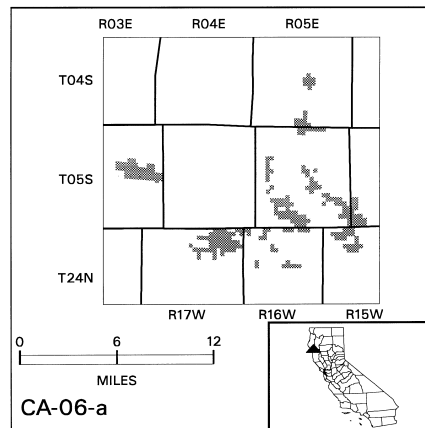 R03E R04E R05E
T04S
T05S
T24N
R17W R16W R15W
0 6 12
MILES
CA-06-a